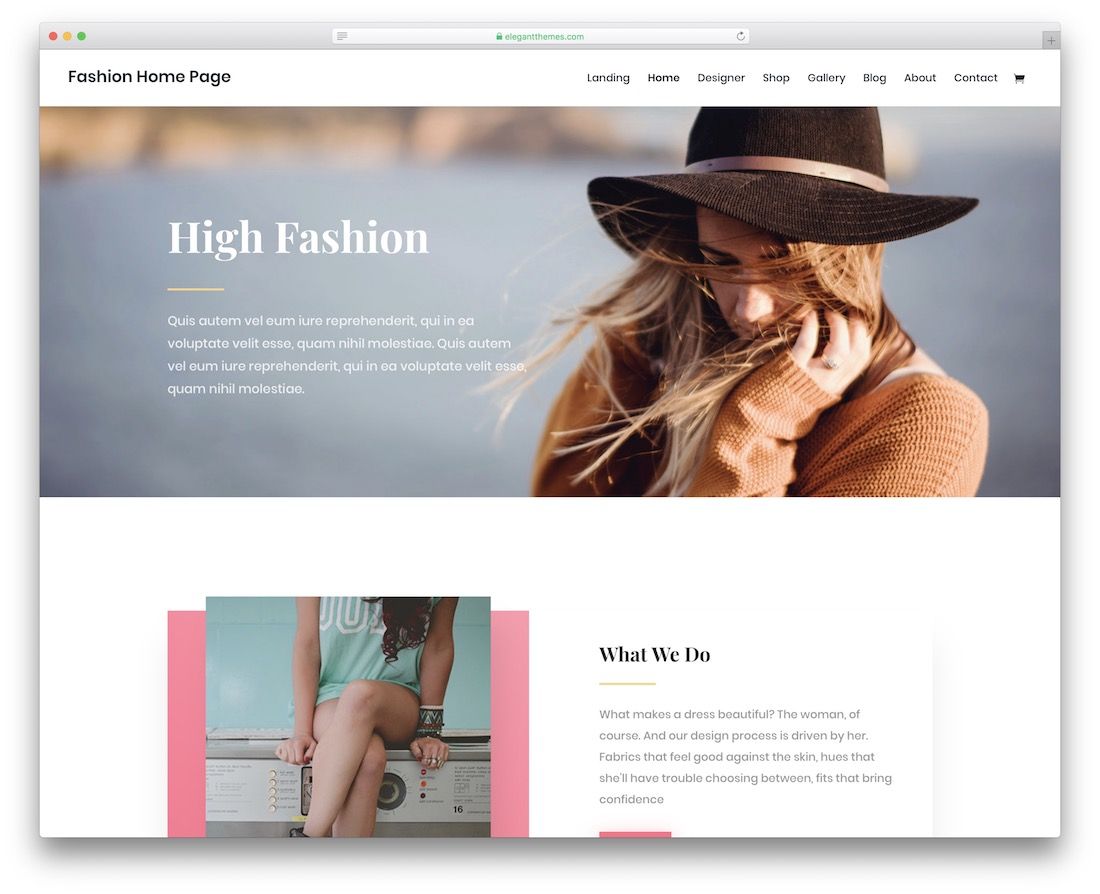 elegantthemes.com
Fashion Home Page
Landing Home Designer Shop Gallery Blog About Contact
High Fashion
Quis autem vel eum iure reprehenderit, qui in ea
voluptate velit esse, quam nihil molestiae. Quis autem
vel eum iure reprehenderit, qui in ea voluptate velit esse,
quam nihil molestiae.
What We Do
What makes a dress beautiful? The woman, of
course. And our design process is driven by her.
Fabrics that feel good against the skin, hues that
she'll have trouble choosing between, fits that bring
confidence
16